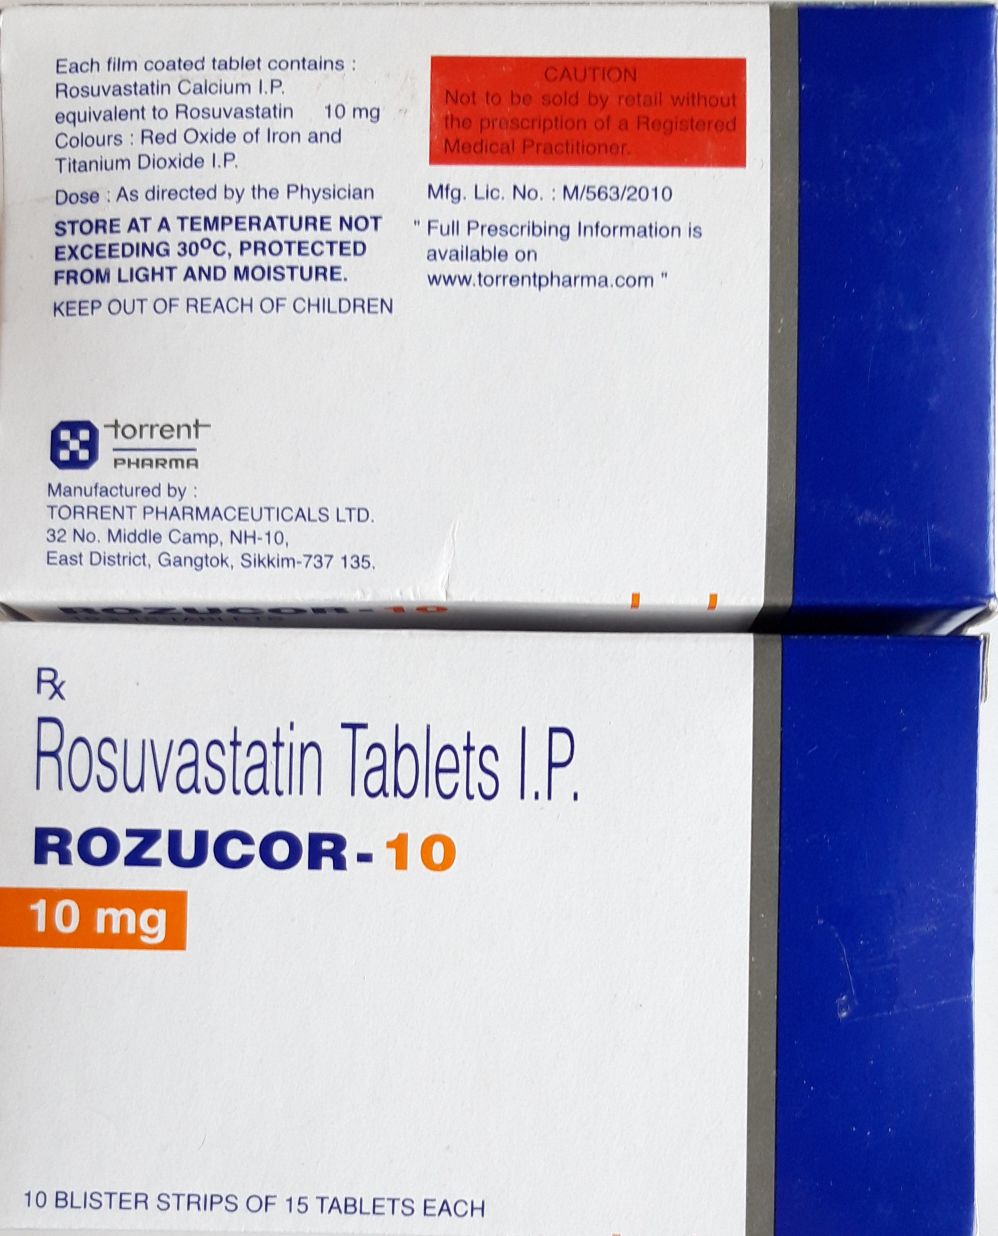 Each film coated tablet contains :
Rosuvastatin Calcium I.P.
equivalent to Rosuvastatin 10 mg
Colours : Red Oxide of Iron and
Titanium Dioxide I.P.
Dose : As directed by the Physician
STORE AT A TEMPERATURE NOT
EXCEEDING 30⁰C, PROTECTED
FROM LIGHT AND MOISTURE.
KEEP OUT OF REACH OF CHILDREN
CAUTION
Not to be sold by retail without
the prescription of a Registered
Medical Practitioner.
Mfg. Lic. No. : M/563/2010
" Full Prescribing Information is
available on
www.torrentpharma.com "
torrent
PHARMA
Manufactured by :
TORRENT PHARMACEUTICALS LTD.
32 No. Middle Camp, NH-10,
East District, Gangtok, Sikkim-737 135.
ROZUCOR-10
Rx
Rosuvastatin Tablets I.P.
ROZUCOR-10
10 mg
10 BLISTER STRIPS OF 15 TABLETS EACH